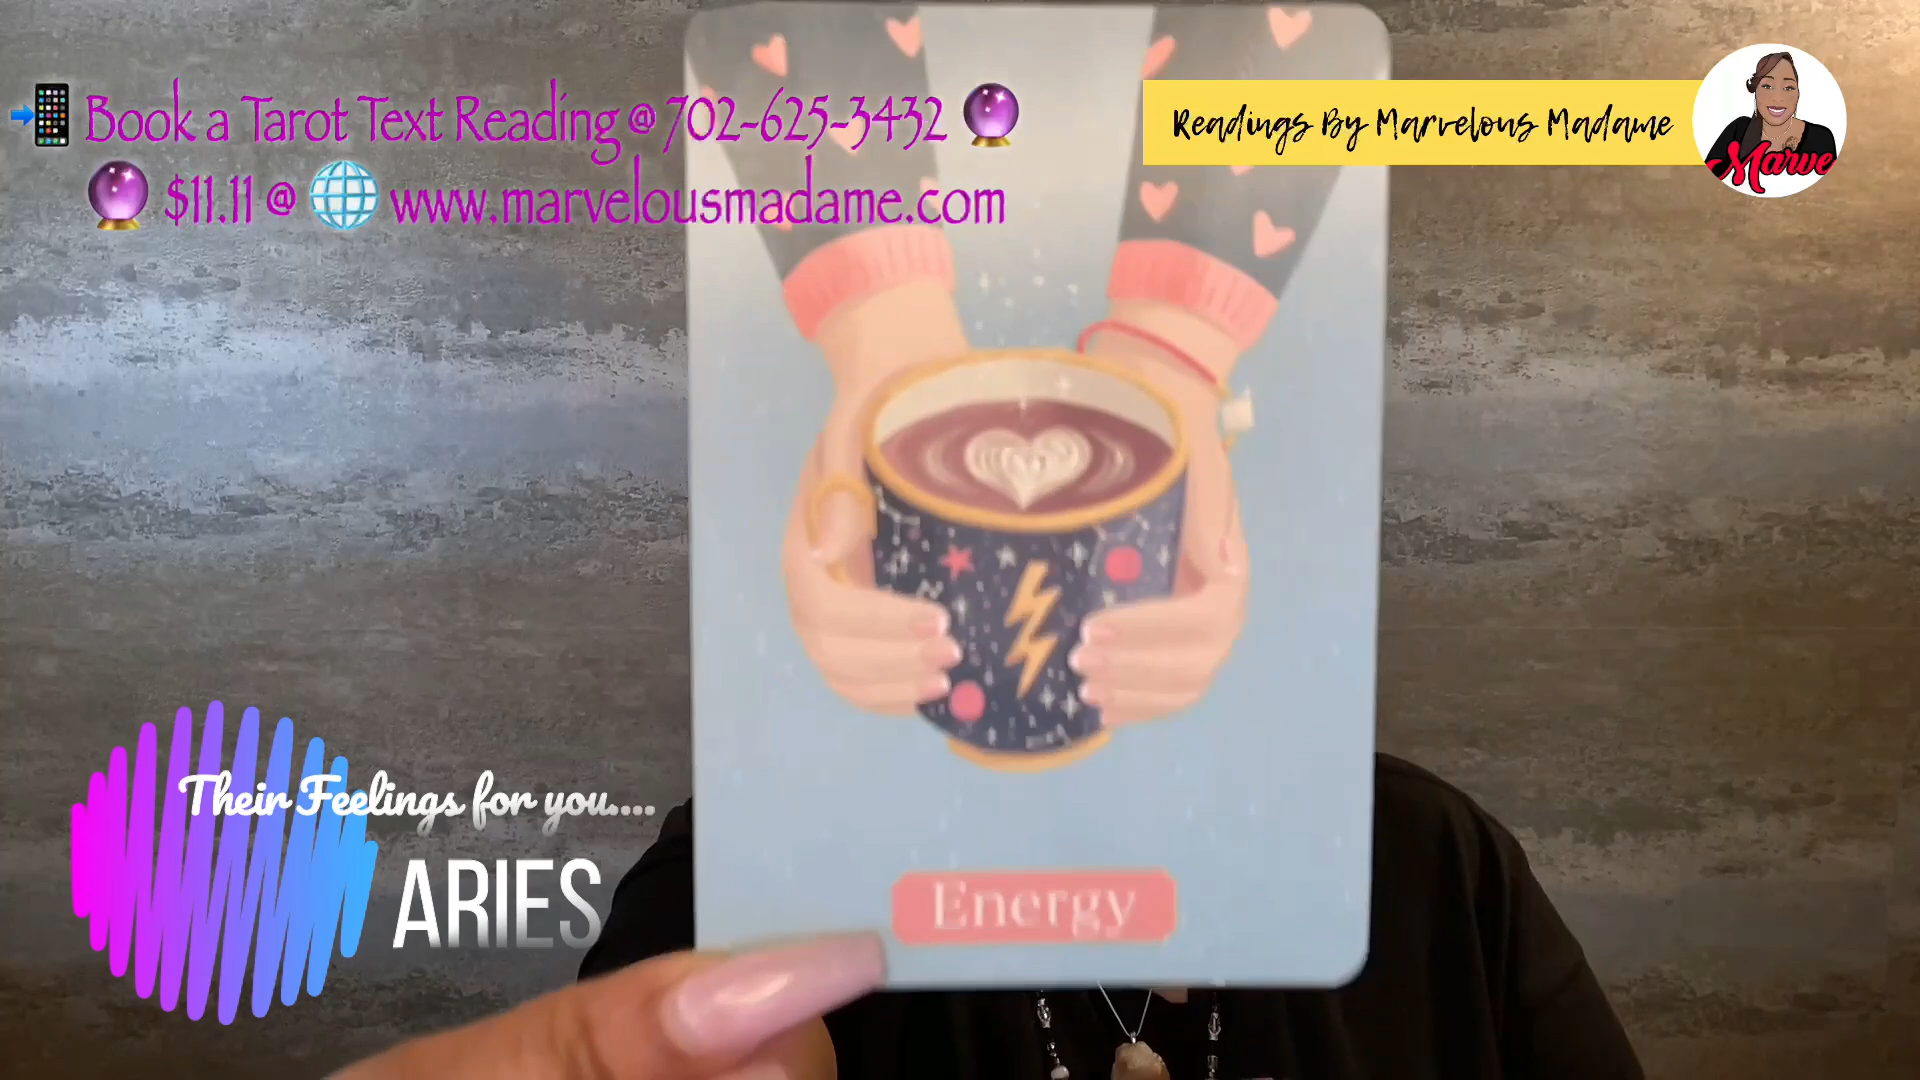 Book a Tarot Text Reading @ 702-625-3432
$11.11 @ www.marvelousmadame.com
Readings By Marvelous Madame
Marve
Their Feelings for you....
ARIES
Energy